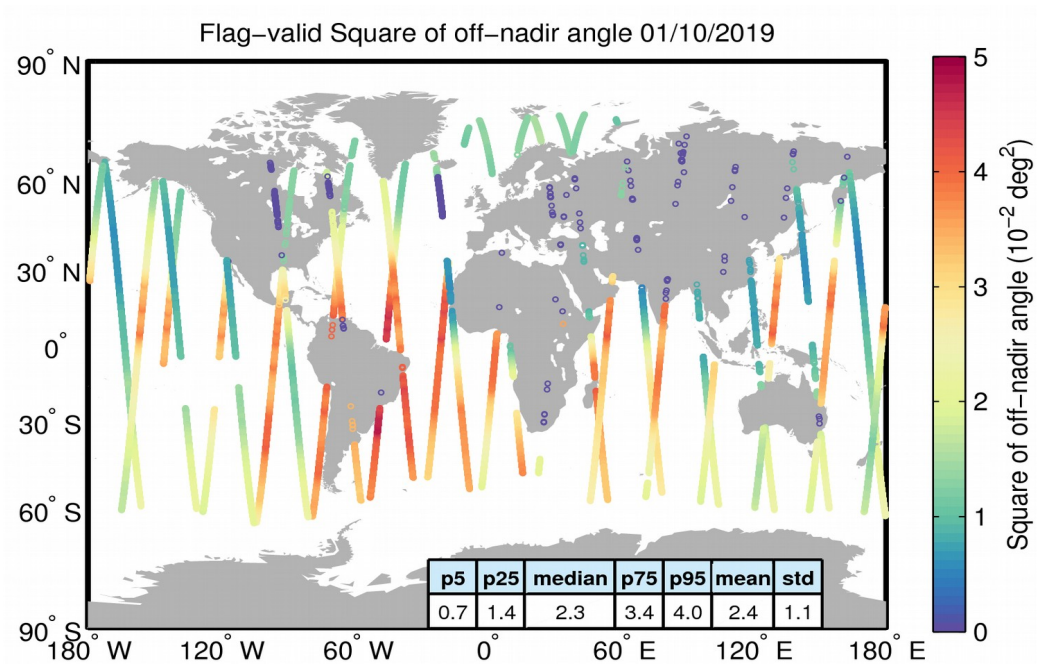 Flag−valid Square of off−nadir angle 01/10/2019
90° N
60° N
30° N
0°
30° S
60° S
90° S
180° W
120° W
60° W
0°
60° E
120° E
180° E
p5 p25 median p75 p95 mean std
0.7 1.4 2.3 3.4 4.0 2.4 1.1
5
4
3
2
1
0
Square of off−nadir angle (10⁻² deg²)